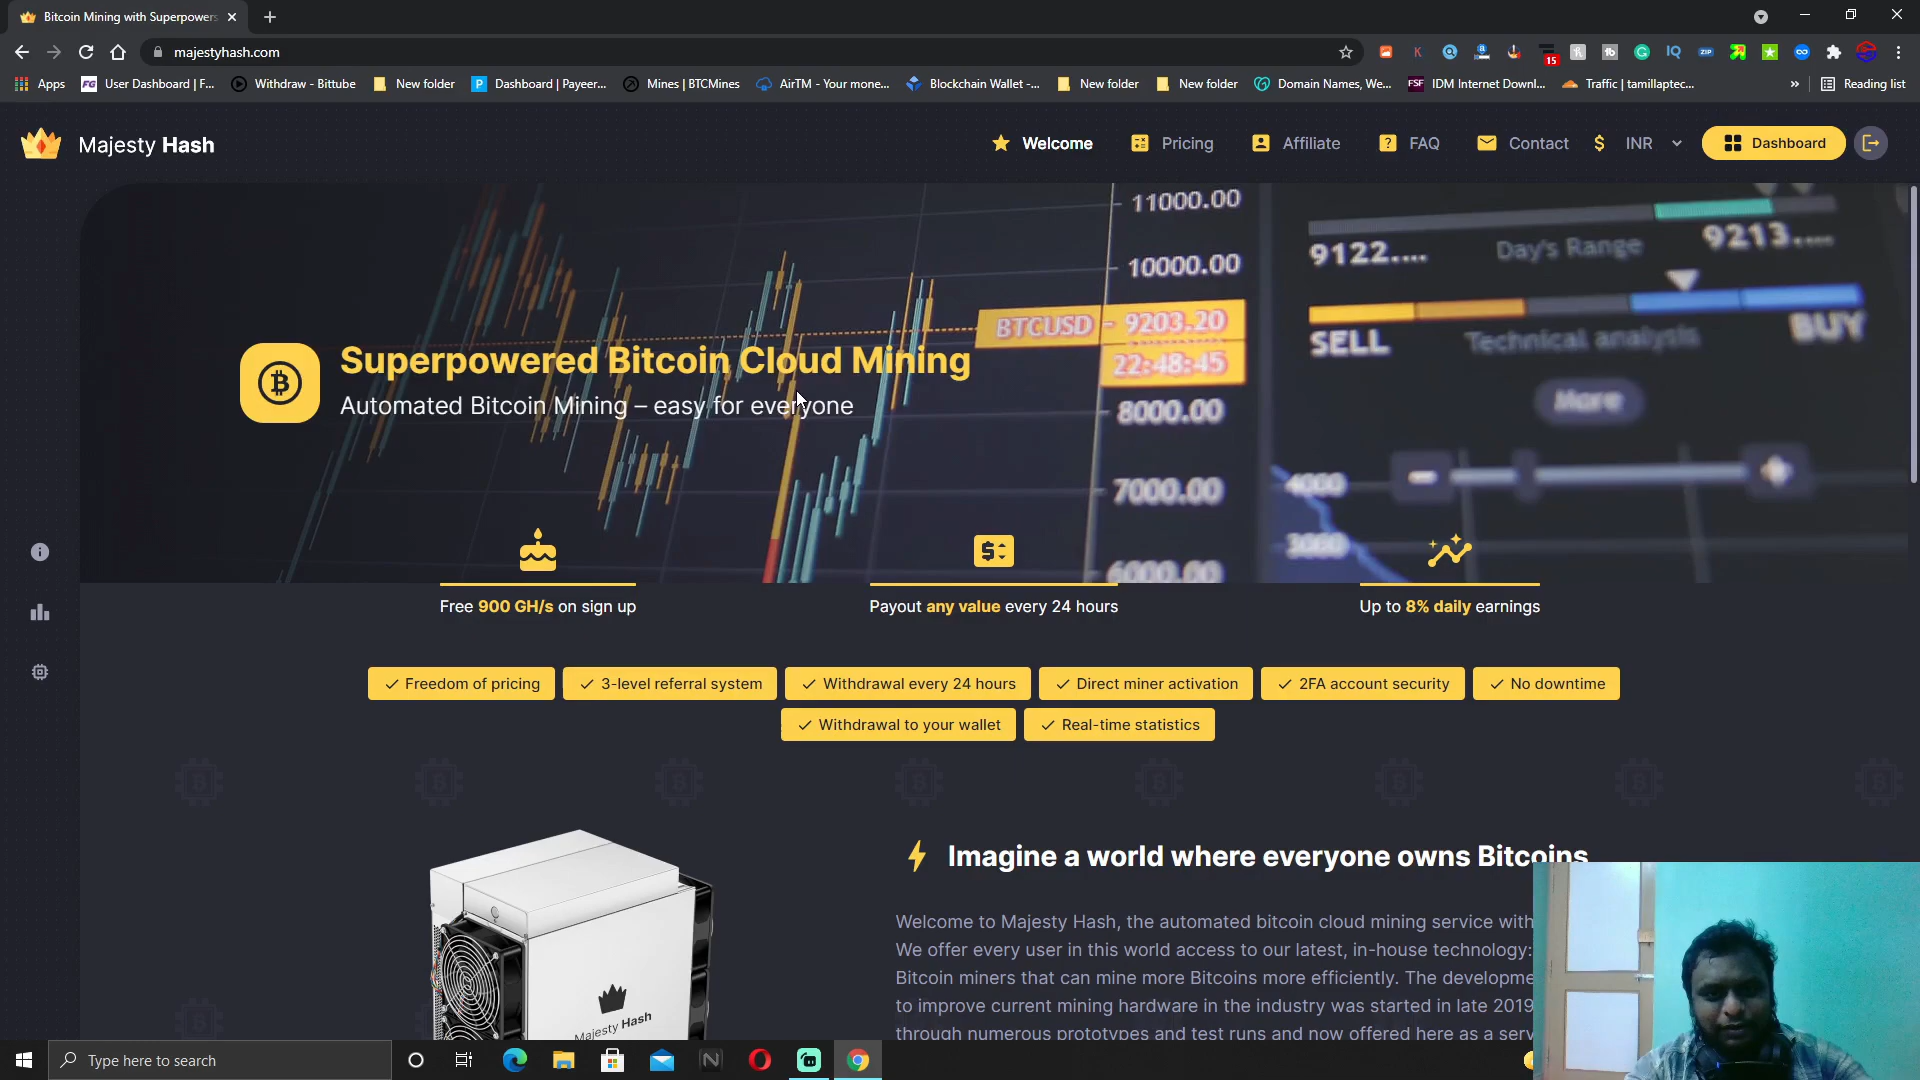 Bitcoin Mining with Superpowers
majestyhash.com
15
Apps
User Dashboard | F...
Withdraw - Bittube
New folder
Dashboard | Payeer...
Mines | BTCMines
AirTM - Your mone...
Blockchain Wallet -...
New folder
New folder
Domain Names, We...
IDM Internet Downl...
Traffic | tamillaptec...
»
Reading list
Majesty Hash
Welcome
Pricing
Affiliate
FAQ
Contact
$ INR
Dashboard
11000.00
10000.00
BTCUSD - 9203.20
22:48:45
8000.00
7000.00
6000.00
9122....
Day's Range
9213....
SELL
Technical analysis
BUY
More
4000
3000
Superpowered Bitcoin Cloud Mining
Automated Bitcoin Mining – easy for everyone
Free 900 GH/s on sign up
Payout any value every 24 hours
Up to 8% daily earnings
Freedom of pricing
3-level referral system
Withdrawal every 24 hours
Direct miner activation
2FA account security
No downtime
Withdrawal to your wallet
Real-time statistics
Imagine a world where everyone owns Bitcoins
Welcome to Majesty Hash, the automated bitcoin cloud mining service with
We offer every user in this world access to our latest, in-house technology:
Bitcoin miners that can mine more Bitcoins more efficiently. The developme
to improve current mining hardware in the industry was started in late 2019
through numerous prototypes and test runs and now offered here as a serv
Majesty Hash
Type here to search